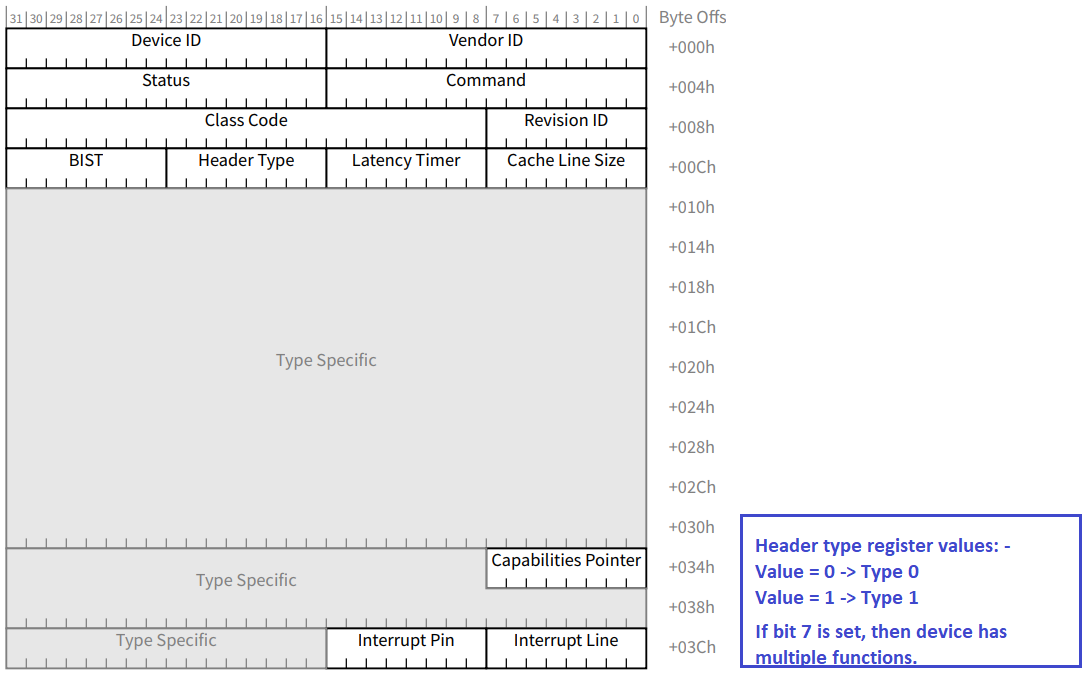 31 30 29 28 27 26 25 24 23 22 21 20 19 18 17 16 15 14 13 12 11 10 9 8 7 6 5 4 3 2 1 0 Byte Offs
Device ID Vendor ID +000h
Status Command +004h
Class Code Revision ID +008h
BIST Header Type Latency Timer Cache Line Size +00Ch
+010h
+014h
+018h
+01Ch
Type Specific +020h
+024h
+028h
+02Ch
+030h
Capabilities Pointer +034h
Type Specific
+038h
Type Specific Interrupt Pin Interrupt Line +03Ch
Header type register values: -
Value = 0 -> Type 0
Value = 1 -> Type 1
If bit 7 is set, then device has
multiple functions.